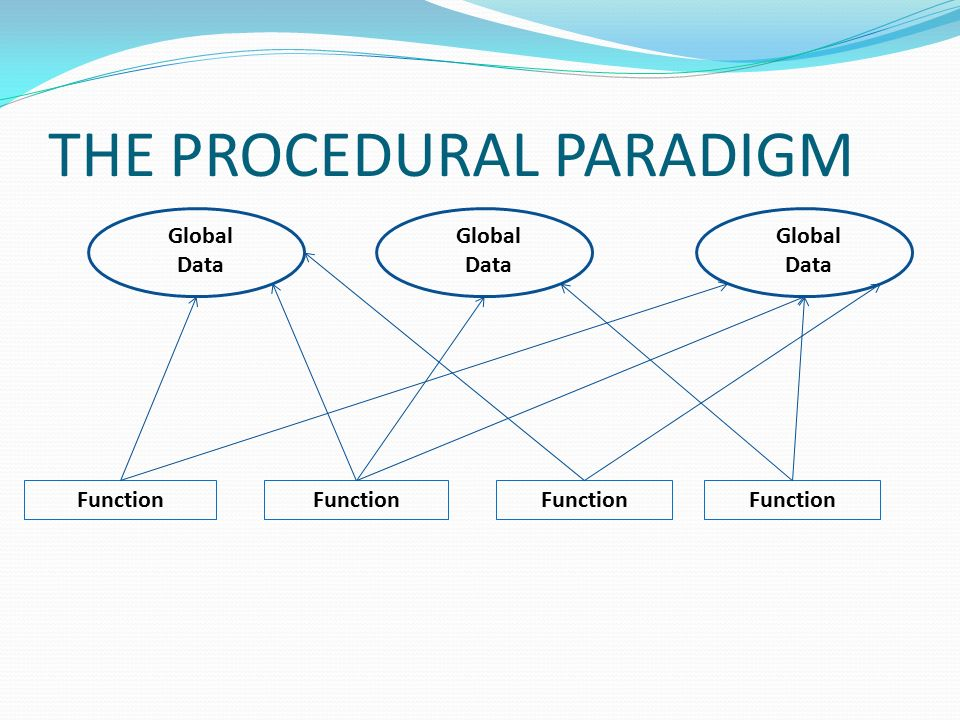 THE PROCEDURAL PARADIGM
Global
Data
Global
Data
Global
Data
Function
Function
Function
Function